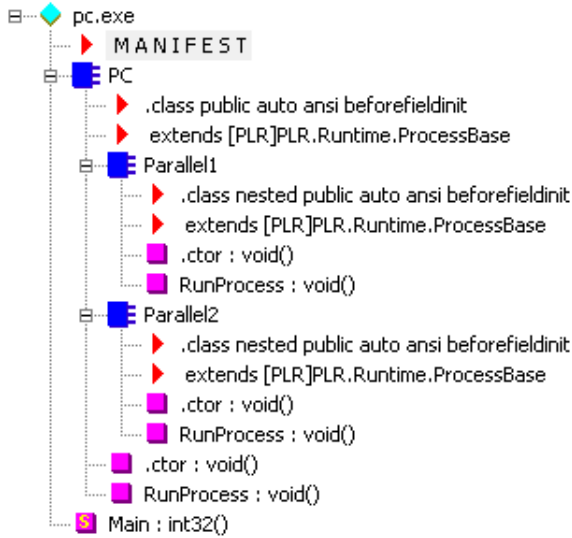 pc.exe
MANIFEST
PC
.class public auto ansi beforefieldinit
extends [PLR]PLR.Runtime.ProcessBase
Parallel1
.class nested public auto ansi beforefieldinit
extends [PLR]PLR.Runtime.ProcessBase
.ctor : void()
RunProcess : void()
Parallel2
.class nested public auto ansi beforefieldinit
extends [PLR]PLR.Runtime.ProcessBase
.ctor : void()
RunProcess : void()
.ctor : void()
RunProcess : void()
S Main : int32()